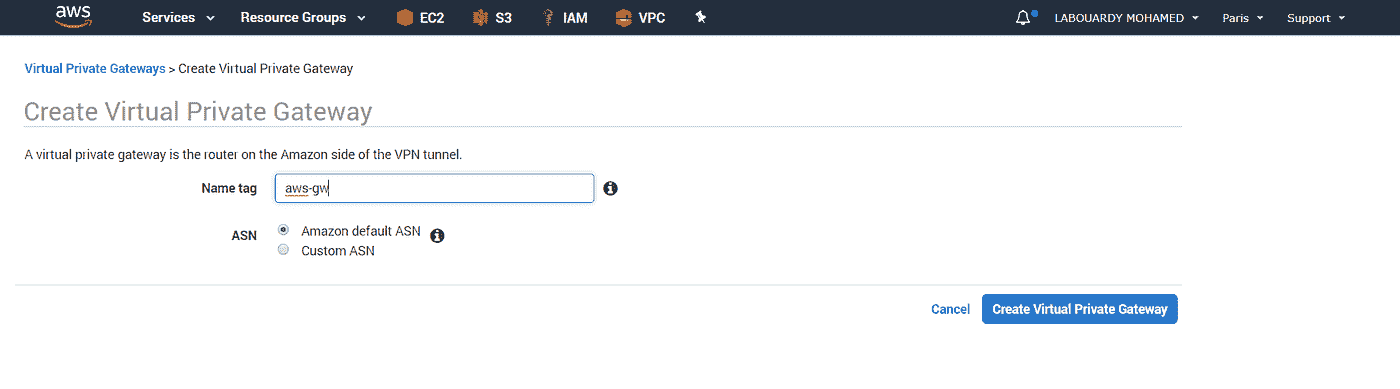 aws Services Resource Groups EC2 S3 IAM VPC LABOUARDY MOHAMED Paris Support
Virtual Private Gateways > Create Virtual Private Gateway
Create Virtual Private Gateway
A virtual private gateway is the router on the Amazon side of the VPN tunnel.
Name tag aws-gw
ASN Amazon default ASN
Custom ASN
Cancel Create Virtual Private Gateway